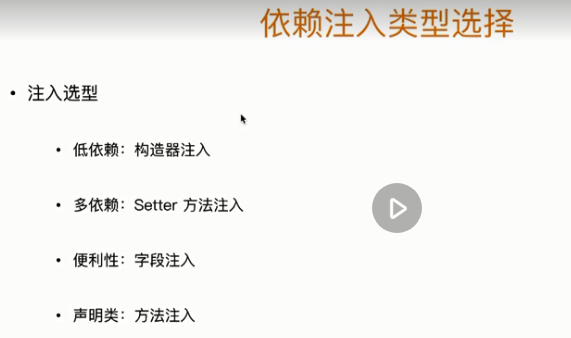 依赖注入类型选择
• 注入选型
• 低依赖：构造器注入
• 多依赖：Setter 方法注入
• 便利性：字段注入
• 声明类：方法注入